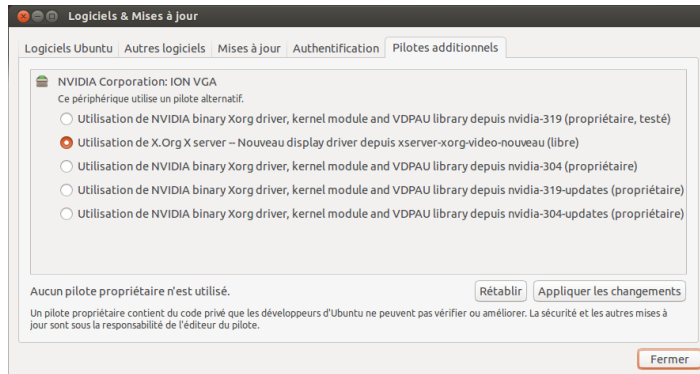 Logiciels & Mises à jour
Logiciels Ubuntu Autres logiciels Mises à jour Authentification Pilotes additionnels
NVIDIA Corporation: ION VGA
Ce périphérique utilise un pilote alternatif.
Utilisation de NVIDIA binary Xorg driver, kernel module and VDPAU library depuis nvidia-319 (propriétaire, testé)
Utilisation de X.Org X server -- Nouveau display driver depuis xserver-xorg-video-nouveau (libre)
Utilisation de NVIDIA binary Xorg driver, kernel module and VDPAU library depuis nvidia-304 (propriétaire)
Utilisation de NVIDIA binary Xorg driver, kernel module and VDPAU library depuis nvidia-319-updates (propriétaire)
Utilisation de NVIDIA binary Xorg driver, kernel module and VDPAU library depuis nvidia-304-updates (propriétaire)
Aucun pilote propriétaire n'est utilisé. Rétablir Appliquer les changements
Un pilote propriétaire contient du code privé que les développeurs d'Ubuntu ne peuvent pas vérifier ou améliorer. La sécurité et les autres mises à
jour sont sous la responsabilité de l'éditeur du pilote.
Fermer